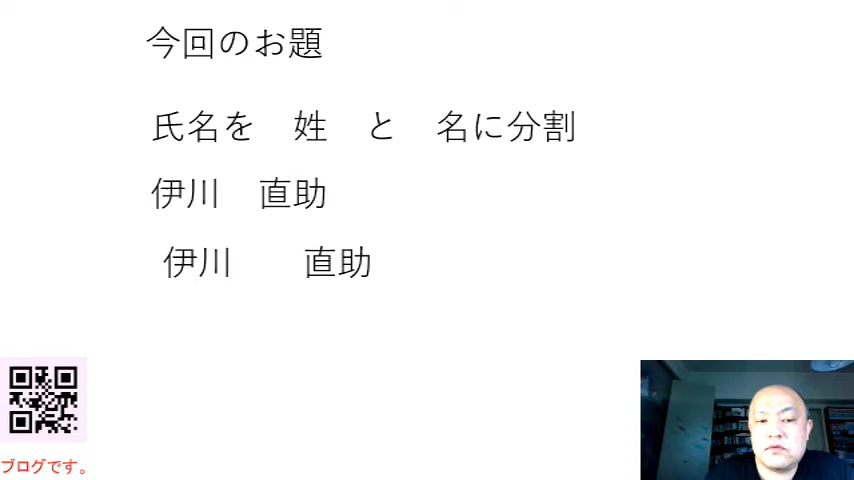 今回のお題
氏名を　姓　と　名に分割
伊川　直助
伊川　　直助
ブログです。